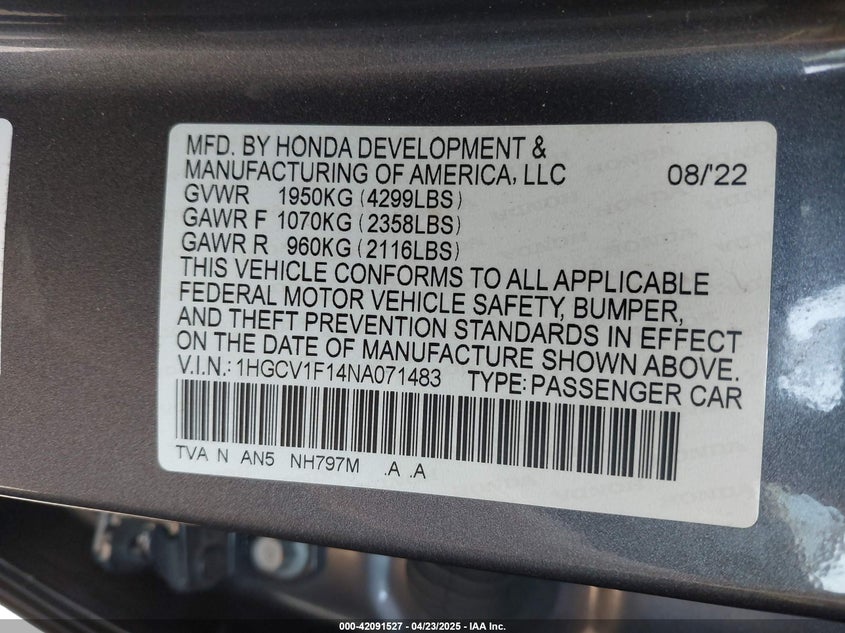 MFD. BY HONDA DEVELOPMENT &
MANUFACTURING OF AMERICA, LLC 08/'22
GVWR 1950KG (4299LBS)
GAWR F 1070KG (2358LBS)
GAWR R 960KG (2116LBS)
THIS VEHICLE CONFORMS TO ALL APPLICABLE
FEDERAL MOTOR VEHICLE SAFETY, BUMPER,
AND THEFT PREVENTION STANDARDS IN EFFECT
ON THE DATE OF MANUFACTURE SHOWN ABOVE.
V.I.N.: 1HGCV1F14NA071483 TYPE: PASSENGER CAR
TVA N AN5 NH797M .A .A
000-42091527 - 04/23/2025 - IAA Inc.